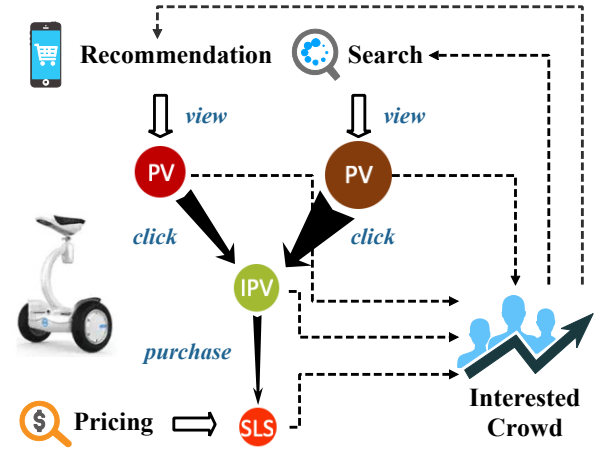 Recommendation
Search
view
view
PV
PV
click
click
IPV
purchase
$
Pricing
SLS
Interested
Crowd